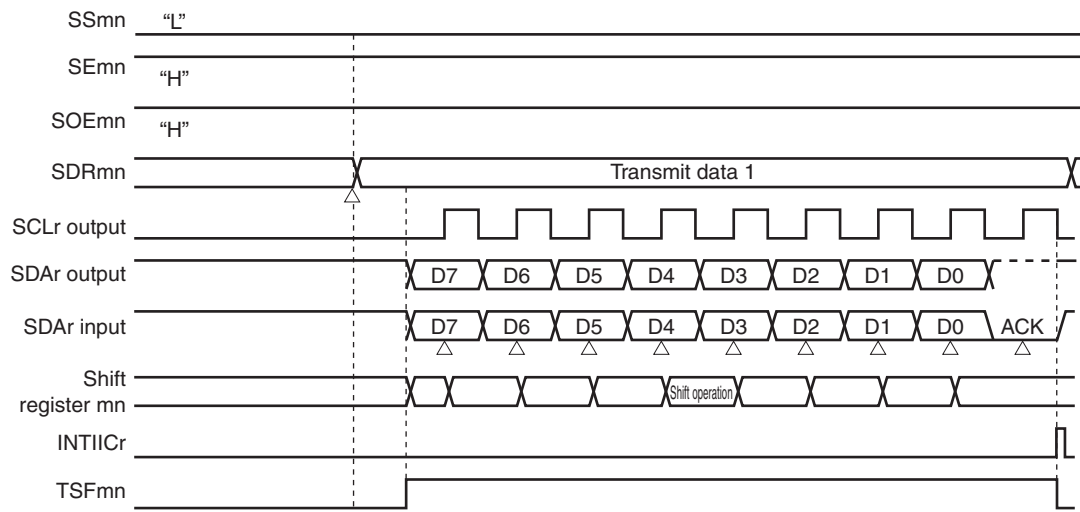 SSmn “L”
SEmn “H”
SOEmn “H”
SDRmn Transmit data 1
SCLr output
SDAr output D7 D6 D5 D4 D3 D2 D1 D0
SDAr input D7 D6 D5 D4 D3 D2 D1 D0 ACK
Shift
register mn Shift operation
INTIICr
TSFmn